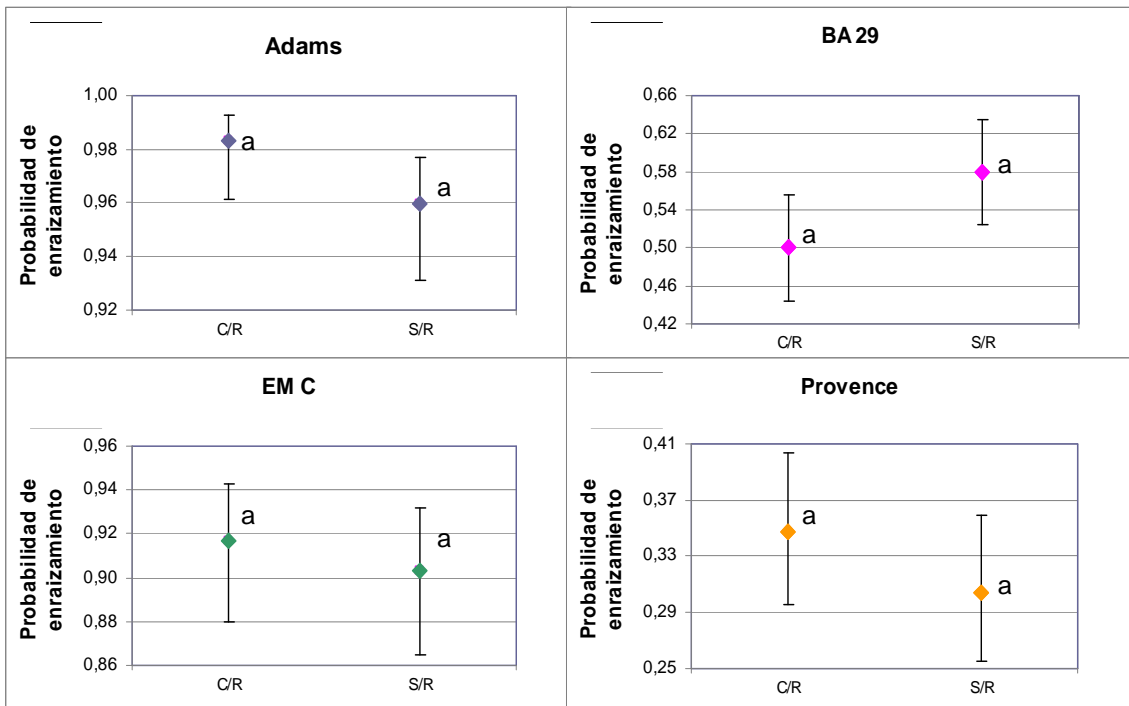 Adams
Probabilidad de
enraizamiento
1,00
0,98
0,96
0,94
0,92
a
a
C/R
S/R
BA 29
Probabilidad de
enraizamiento
0,66
0,62
0,58
0,54
0,50
0,46
0,42
a
a
C/R
S/R
EM C
Probabilidad de
enraizamiento
0,96
0,94
0,92
0,90
0,88
0,86
a
a
C/R
S/R
Provence
Probabilidad de
enraizamiento
0,41
0,37
0,33
0,29
0,25
a
a
C/R
S/R